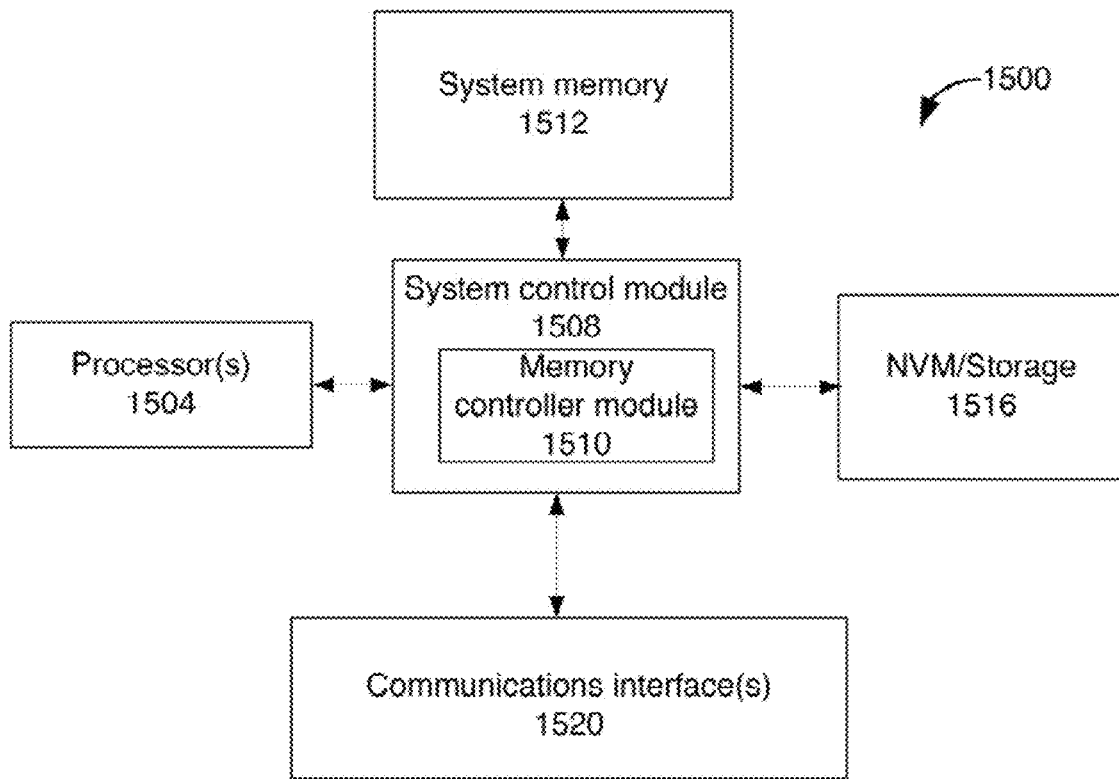 System memory
1512
1500
System control module
1508
Memory
controller module
1510
Processor(s)
1504
NVM/Storage
1516
Communications interface(s)
1520